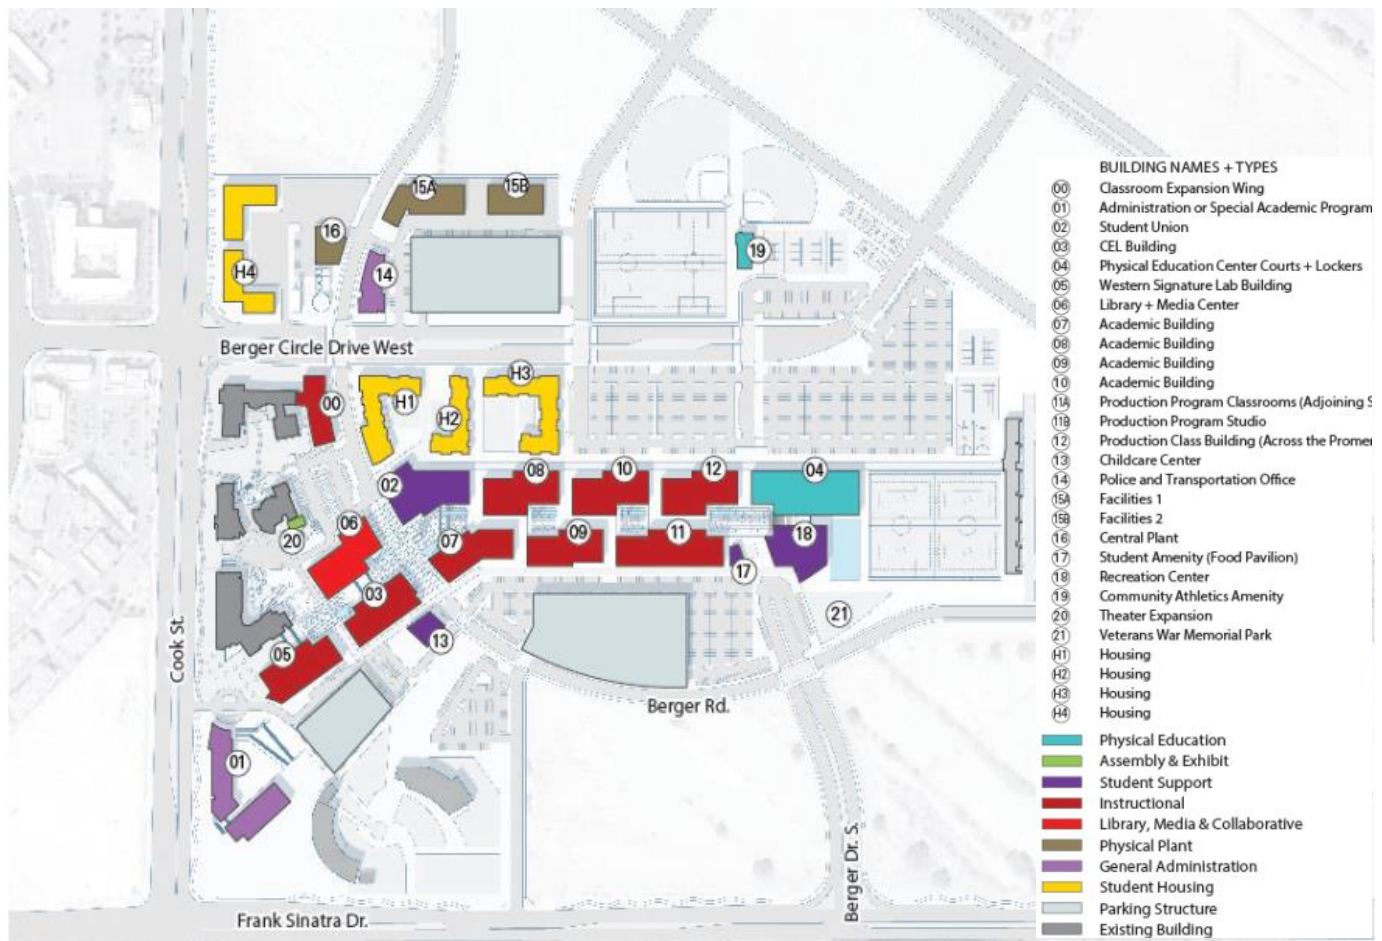 15A
15B
16
19
H4
14
Berger Circle Drive West
H3
00
H1
H2
02
08
10
12
04
06
20
07
09
11
18
17
03
21
13
05
Cook St.
Berger Rd.
01
Berger Dr. S.
Frank Sinatra Dr.
BUILDING NAMES + TYPES
00 Classroom Expansion Wing
01 Administration or Special Academic Program
02 Student Union
03 CEL Building
04 Physical Education Center Courts + Lockers
05 Western Signature Lab Building
06 Library + Media Center
07 Academic Building
08 Academic Building
09 Academic Building
10 Academic Building
11A Production Program Classrooms (Adjoining S
11B Production Program Studio
12 Production Class Building (Across the Prome
13 Childcare Center
14 Police and Transportation Office
15A Facilities 1
15B Facilities 2
16 Central Plant
17 Student Amenity (Food Pavilion)
18 Recreation Center
19 Community Athletics Amenity
20 Theater Expansion
21 Veterans War Memorial Park
H1 Housing
H2 Housing
H3 Housing
H4 Housing
Physical Education
Assembly & Exhibit
Student Support
Instructional
Library, Media & Collaborative
Physical Plant
General Administration
Student Housing
Parking Structure
Existing Building